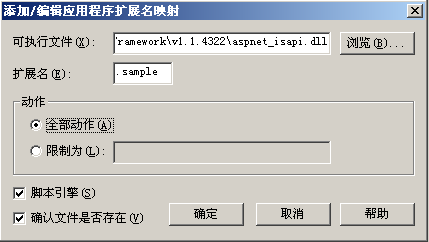 添加/编辑应用程序扩展名映射
可执行文件(X): ramework\v1.1.4322\aspnet_isapi.dll 浏览(B)...
扩展名(E): .sample
动作
全部动作(A)
限制为(L):
脚本引擎(S)
确认文件是否存在(V) 确定 取消 帮助